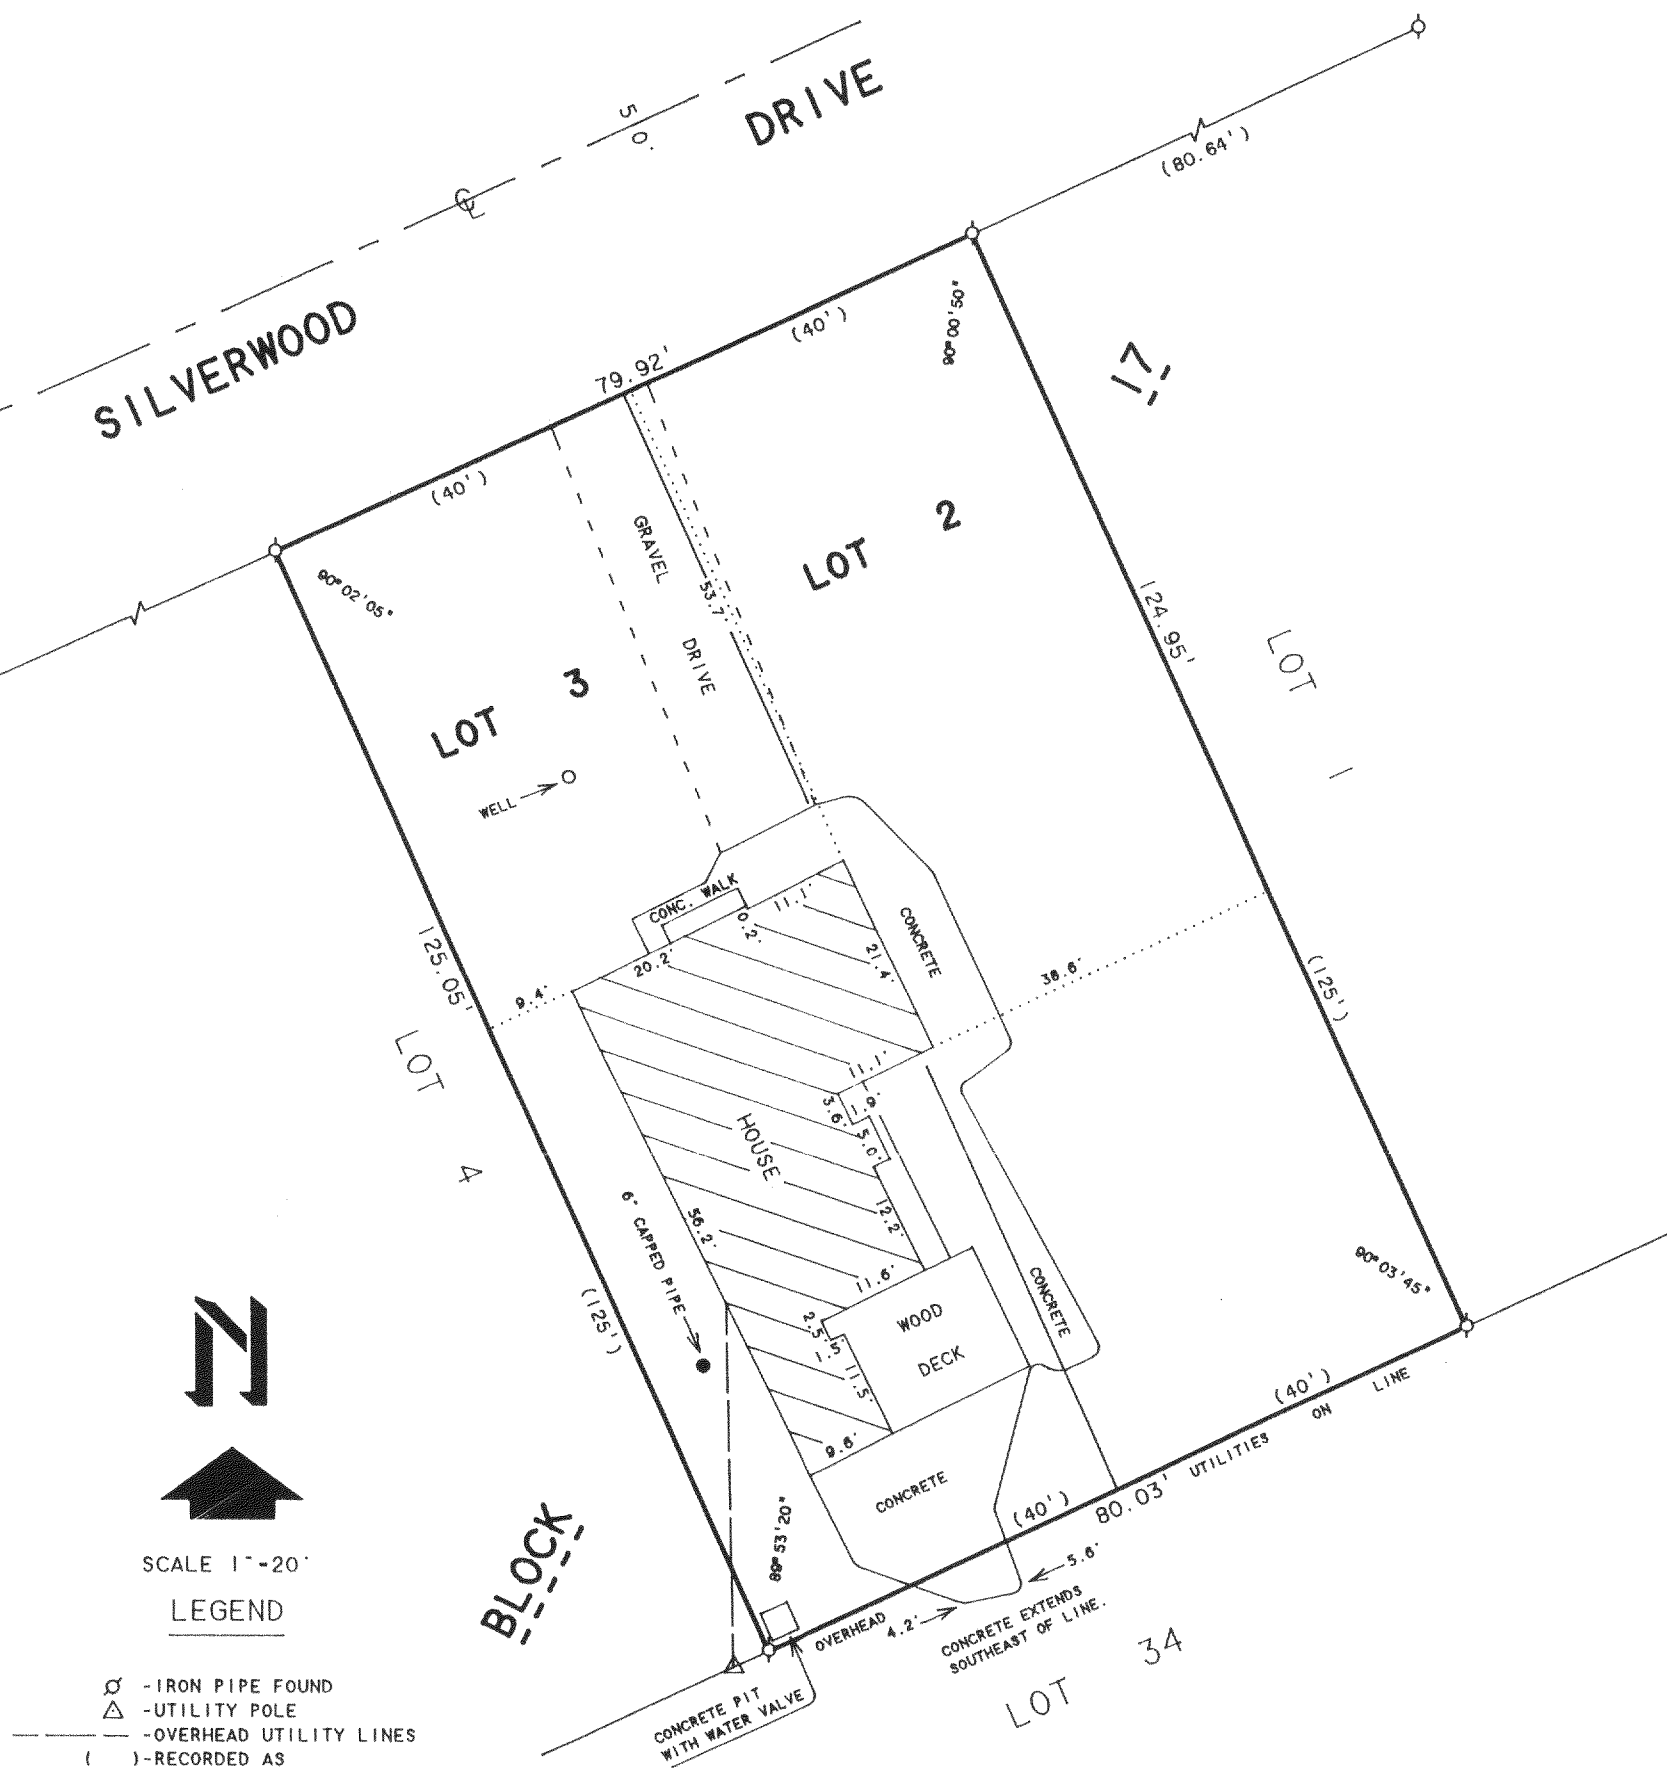 DRIVE
50'
℄
SILVERWOOD
(80.64')
79.92'
(40')
(40')
90°00'50"
90°02'05"
17
GRAVEL
DRIVE
53.7'
LOT 2
LOT 3
WELL
124.95'
LOT 1
CONC. WALK
11.1'
0.2'
20.2'
21.4'
CONCRETE
9.4'
38.6'
125.05'
(125')
LOT 4
11.1'
3.6'
1.9'
5.0'
HOUSE
12.2'
56.2'
6" CAPPED PIPE
11.6'
2.5'
1.5'
11.5'
WOOD
DECK
CONCRETE
9.6'
CONCRETE
(125')
90°03'45"
89°53'20"
(40')
(40')
80.03'
OVERHEAD UTILITIES ON LINE
5.6'
4.2'
CONCRETE EXTENDS
SOUTHEAST OF LINE.
BLOCK
LOT 34
CONCRETE PIT
WITH WATER VALVE
N
SCALE 1"-20'
LEGEND
-IRON PIPE FOUND
-UTILITY POLE
-OVERHEAD UTILITY LINES
( )-RECORDED AS